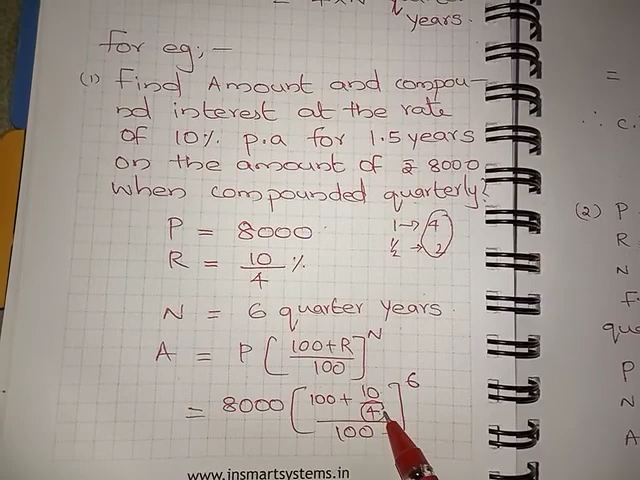 years.
for eg; –
(1) Find Amount and compou-
nd interest at the rate
of 10% p.a for 1.5 years
on the amount of ₹ 8000
when compounded quarterly?
P = 8000
1 → 4
R = 10/4 %
½ → 2
N = 6 quarter years.
A = P [ (100+R)/100 ]^N
= 8000 [ (100 + 10/4)/100 ]^6
www.jnsmartsystems.in
=
∴ C.
(2) P
R
N
P
N
A